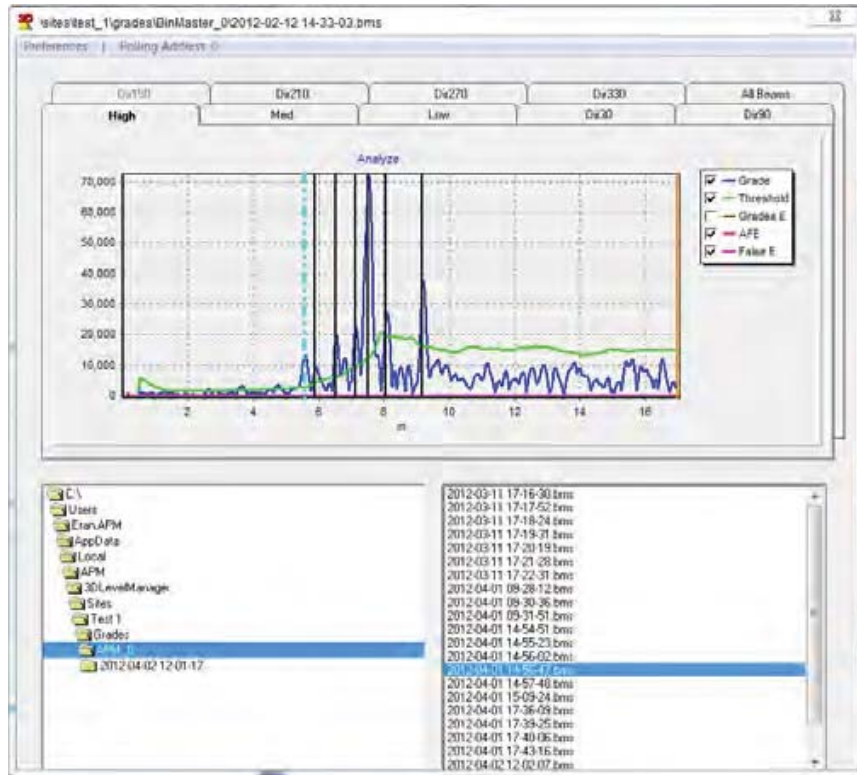 \sites\test_1\grades\BinMaster_0\2012-02-12 14-33-03.bms
Preferences | Polling Address: 0
Dir150 Dir210 Dir270 Dir330 All Beams
High Med Low Dir30 Dir90
Analyze
70,000
60,000
50,000
40,000
30,000
20,000
10,000
0
2 4 6 8 10 12 14 16
m
Grade
Threshold
Grades E
AFE
False E
C:\
Users
Eran.APM
AppData
Local
APM
3DLevelManager
Sites
Test 1
Grades
APM_0
2012-04-02 12-01-17
2012-03-11 17-16-30.bms
2012-03-11 17-17-52.bms
2012-03-11 17-18-24.bms
2012-03-11 17-19-31.bms
2012-03-11 17-20-19.bms
2012-03-11 17-21-28.bms
2012-03-11 17-22-31.bms
2012-04-01 09-28-12.bms
2012-04-01 09-30-36.bms
2012-04-01 09-31-51.bms
2012-04-01 14-54-51.bms
2012-04-01 14-55-23.bms
2012-04-01 14-56-02.bms
2012-04-01 14-56-47.bms
2012-04-01 14-57-48.bms
2012-04-01 15-09-24.bms
2012-04-01 17-36-09.bms
2012-04-01 17-39-25.bms
2012-04-01 17-40-06.bms
2012-04-01 17-43-16.bms
2012-04-02 12-02-07.bms